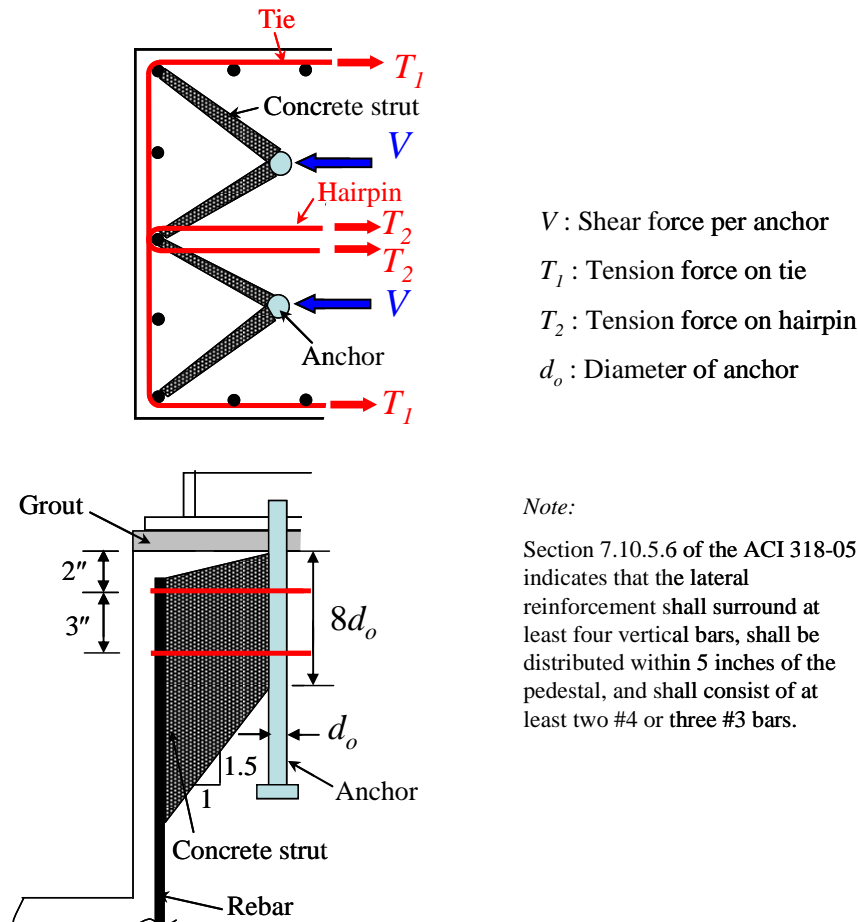 Tie
T1
Concrete strut
V
Hairpin
T2
T2
V
Anchor
T1
V : Shear force per anchor
T1 : Tension force on tie
T2 : Tension force on hairpin
do : Diameter of anchor
Grout
2"
3"
8do
do
1.5
1
Anchor
Concrete strut
Rebar
Note:
Section 7.10.5.6 of the ACI 318-05
indicates that the lateral
reinforcement shall surround at
least four vertical bars, shall be
distributed within 5 inches of the
pedestal, and shall consist of at
least two #4 or three #3 bars.